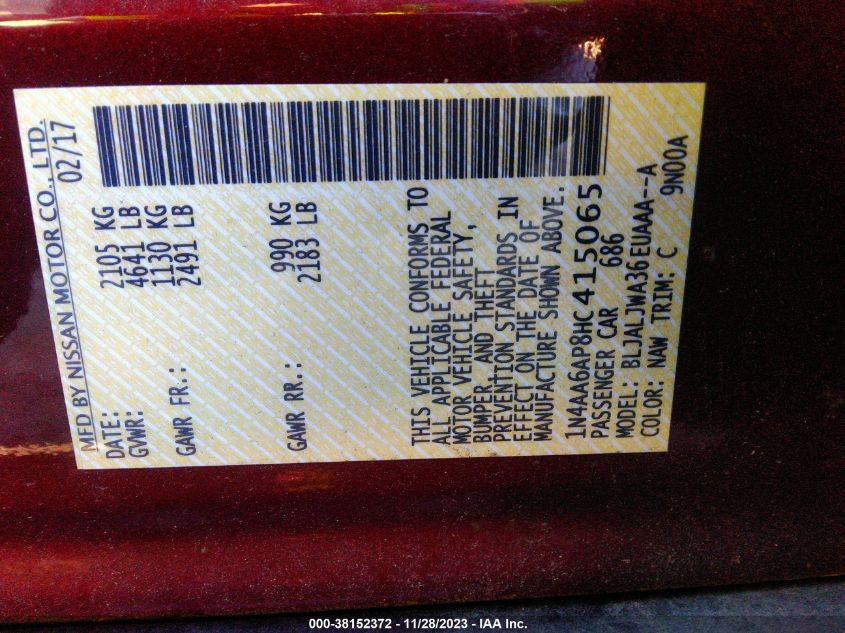 MFD BY NISSAN MOTOR CO., LTD.
DATE: 02/17
GVWR: 2105 KG
4641 LB
GAWR FR.: 1130 KG
2491 LB
GAWR RR.: 990 KG
2183 LB
THIS VEHICLE CONFORMS TO
ALL APPLICABLE FEDERAL
MOTOR VEHICLE SAFETY,
BUMPER AND THEFT
PREVENTION STANDARDS IN
EFFECT ON THE DATE OF
MANUFACTURE SHOWN ABOVE.
1N4AA6AP8HC415065
PASSENGER CAR 686
MODEL: BLJALJWA36EUAAA--A
COLOR: NAW TRIM: C 9N00A
000-38152372 - 11/28/2023 - IAA Inc.